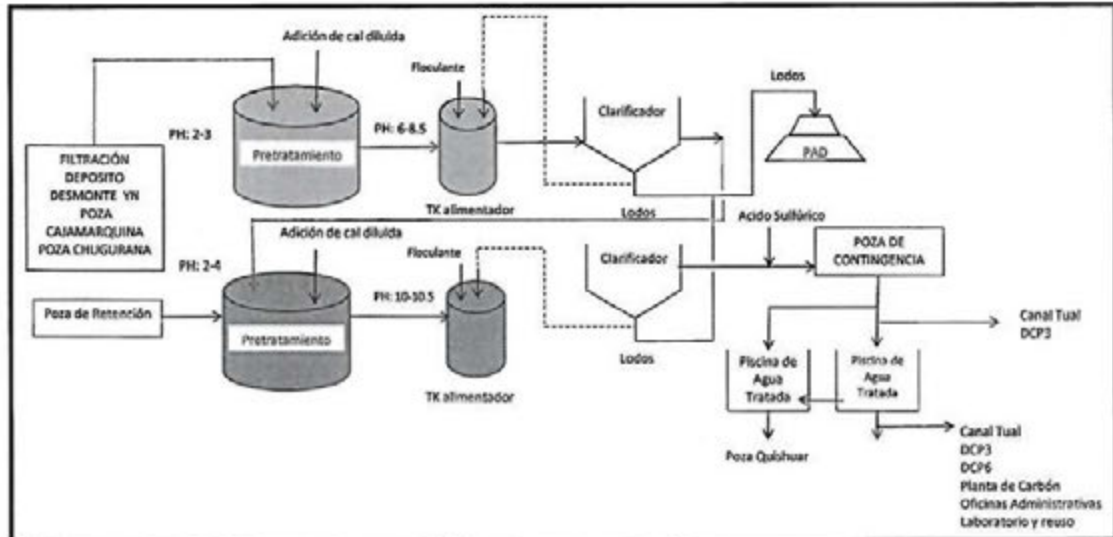 Adición de cal diluída
Floculante
Lodos
Clarificador
PAD
PH: 2-3
PH: 6-8.5
Pretratamiento
FILTRACIÓN
DEPOSITO
DESMONTE YN
POZA
CAJAMARQUINA
POZA CHUGURANA
TK alimentador
Lodos
Acido Sulfúrico
Adición de cal diluída
PH: 2-4
Floculante
Clarificador
POZA DE
CONTINGENCIA
PH: 10-10.5
Poza de Retención
Pretratamiento
Lodos
TK alimentador
Canal Tual
DCP3
Piscina de
Agua
Tratada
Piscina de
Agua
Tratada
Poza Quishuar
Canal Tual
DCP3
DCP6
Planta de Carbón
Oficinas Administrativas
Laboratorio y reuso